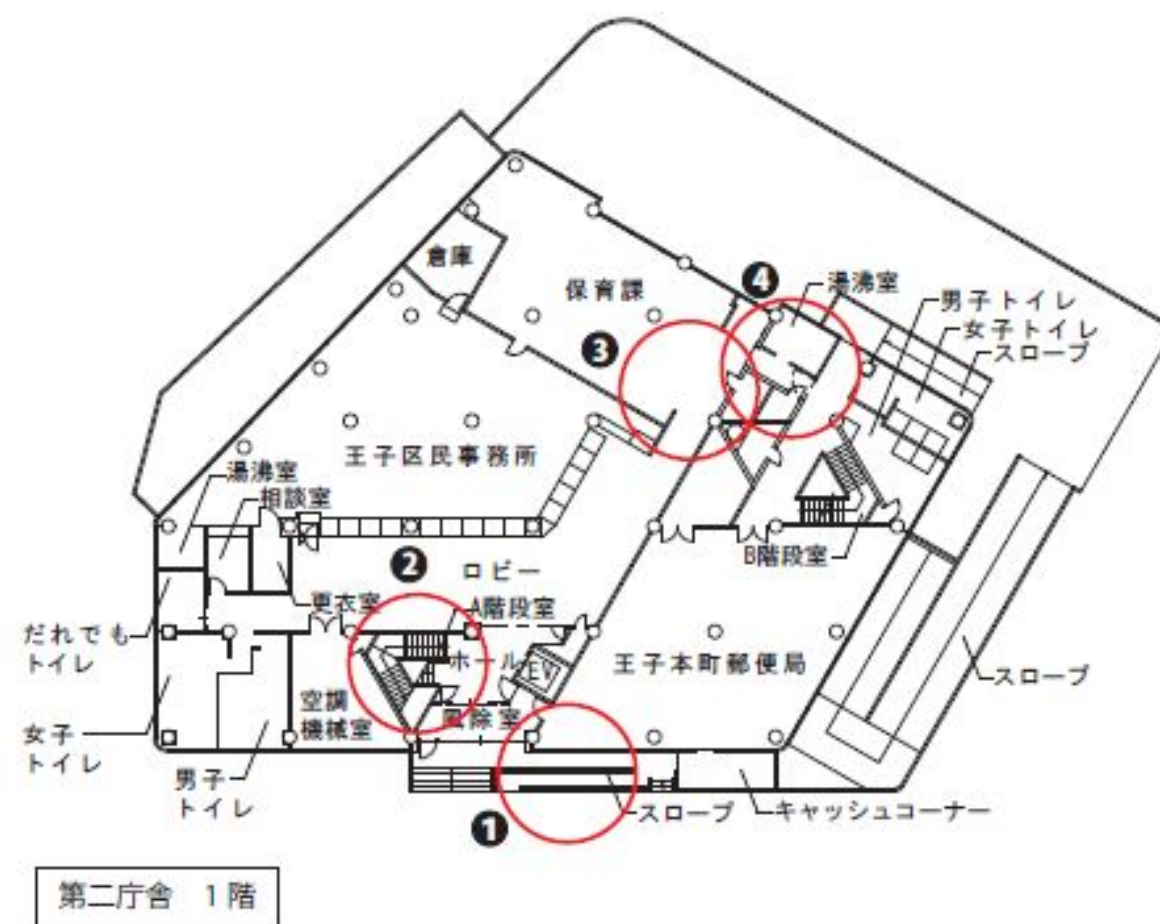 倉庫
保育課
❹
湯沸室
男子トイレ
女子トイレ
スロープ
❸
王子区民事務所
湯沸室
相談室
B階段室
❷
ロビー
更衣室
A階段室
だれでも
トイレ
ホール
EV
王子本町郵便局
スロープ
空調
機械室
風除室
女子
トイレ
男子
トイレ
スロープ
キャッシュコーナー
❶
第二庁舎 1階